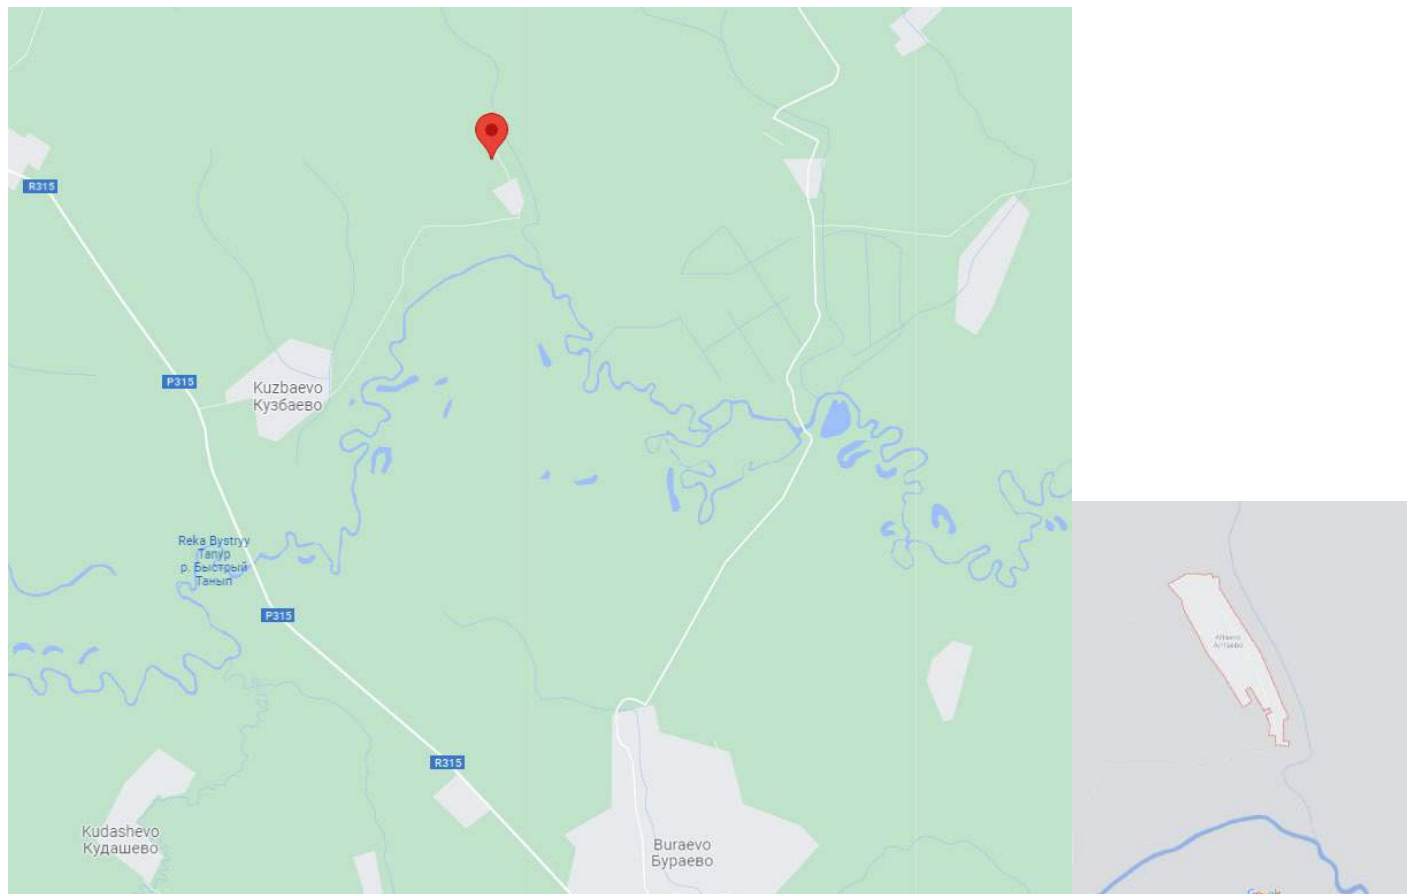 R315
P315
Kuzbaevo
Кузбаево
Reka Bystryy
Tanyp
р. Быстрый
Танып
P315
R315
Kudashevo
Кудашево
Buraevo
Бураево